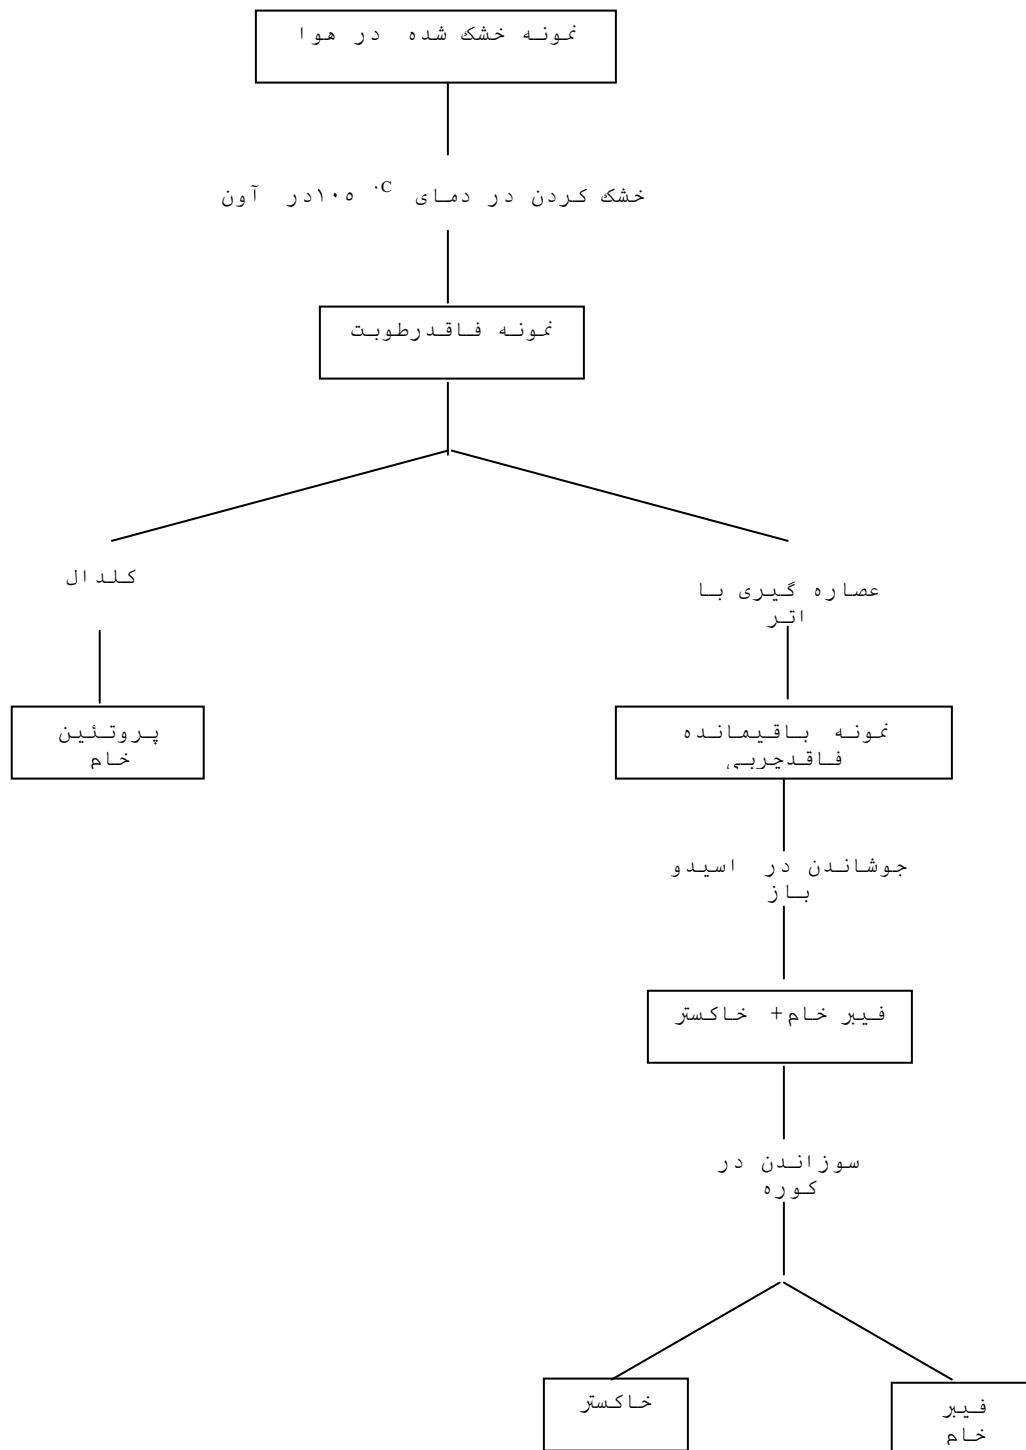 نمونه خشک شده در هوا
خشک کردن در دمای ۱۰۵ °C در آون
نمونه فاقدرطوبت
کلدال
عصاره گیری با
اتر
پروتئین
خام
نمونه باقیمانده
فاقدچربی
جوشاندن در اسیدو
باز
فیبر خام+ خاکستر
سوزاندن در
کوره
خاکستر
فیبر
خام